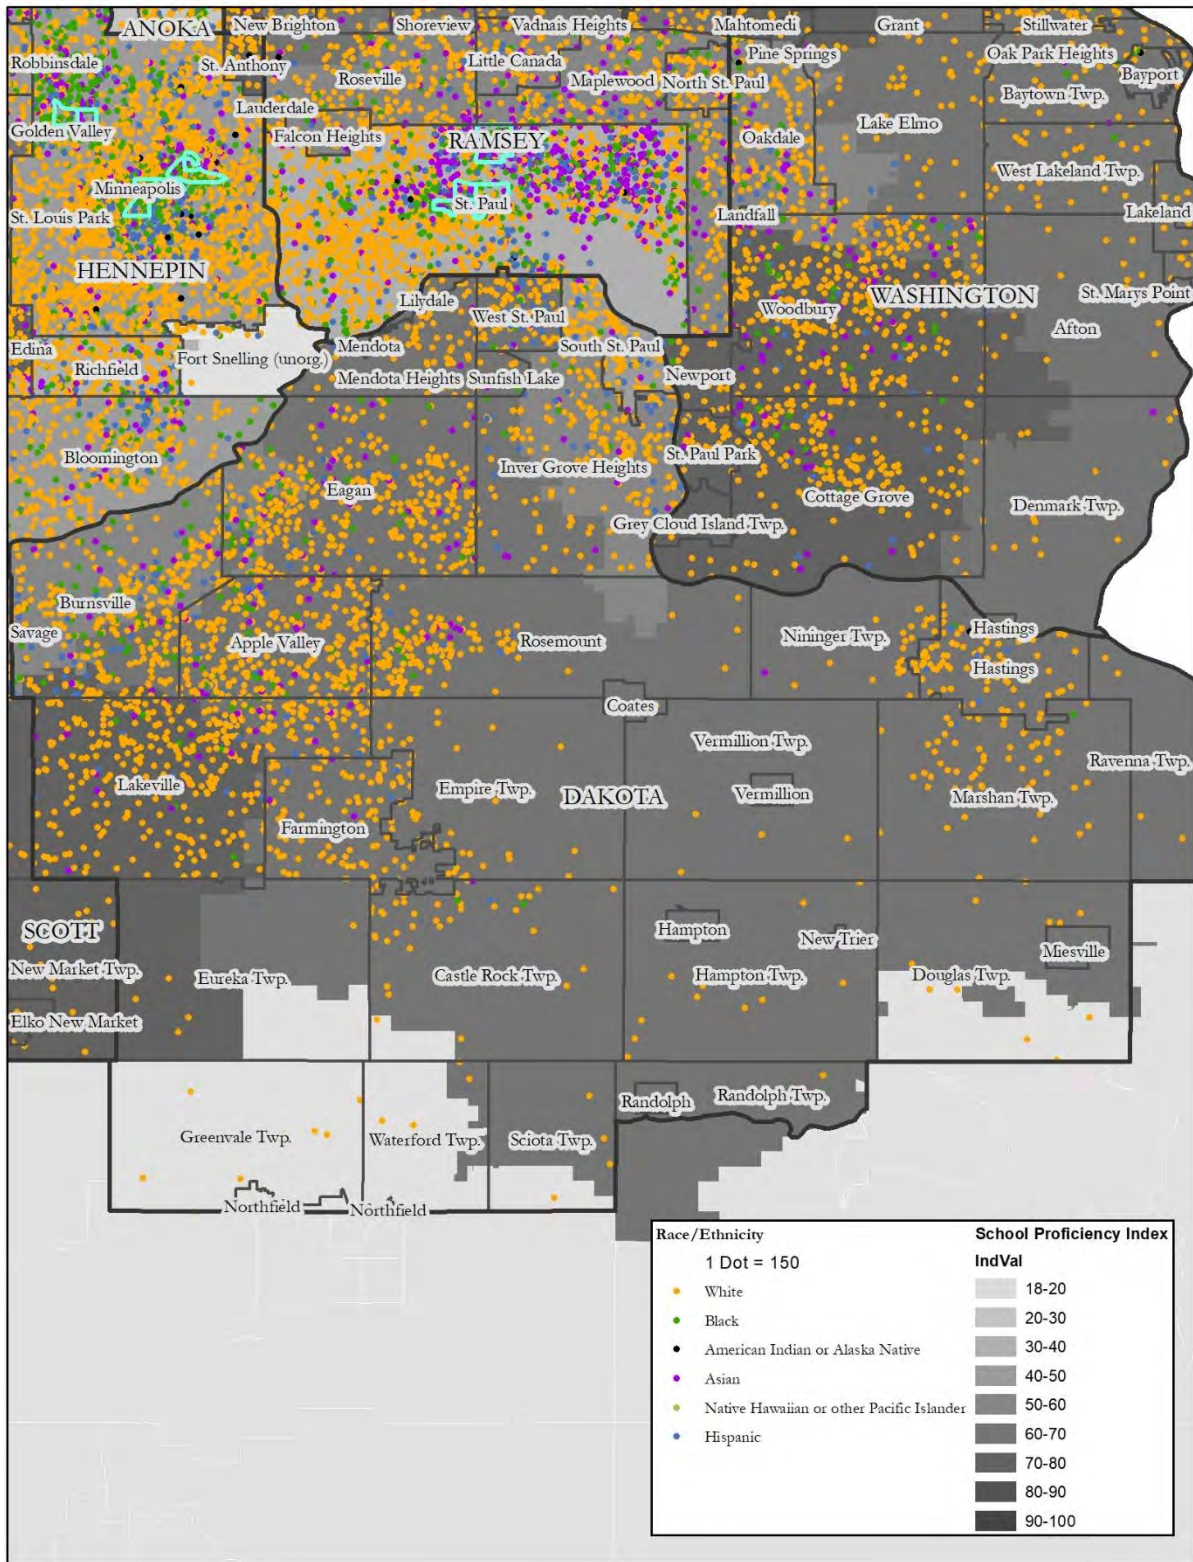 New Brighton
Shoreview
Vadnais Heights
Mahtomedi
Grant
Stillwater
ANOKA
Robbinsdale
St. Anthony
Roseville
Little Canada
Maplewood
North St. Paul
Pine Springs
Oak Park Heights
Bayport
Baytown Twp.
Lauderdale
Golden Valley
Falcon Heights
RAMSEY
Oakdale
Lake Elmo
West Lakeland Twp.
Minneapolis
St. Paul
St. Louis Park
Landfall
Lakeland
HENNEPIN
Lilydale
West St. Paul
Woodbury
WASHINGTON
St. Marys Point
Afton
Edina
Richfield
Fort Snelling (unorg.)
Mendota
South St. Paul
Mendota Heights
Sunfish Lake
Newport
Bloomington
Eagan
Inver Grove Heights
St. Paul Park
Cottage Grove
Grey Cloud Island Twp.
Denmark Twp.
Burnsville
Savage
Apple Valley
Rosemount
Nininger Twp.
Hastings
Hastings
Coates
Vermillion Twp.
Ravenna Twp.
Lakeville
Empire Twp.
DAKOTA
Vermillion
Marshan Twp.
Farmington
SCOTT
Hampton
New Trier
Miesville
New Market Twp.
Eureka Twp.
Castle Rock Twp.
Hampton Twp.
Douglas Twp.
Elko New Market
Randolph
Randolph Twp.
Greenvale Twp.
Waterford Twp.
Sciota Twp.
Northfield
Northfield
Race/Ethnicity
1 Dot = 150
White
Black
American Indian or Alaska Native
Asian
Native Hawaiian or other Pacific Islander
Hispanic
School Proficiency Index
IndVal
18-20
20-30
30-40
40-50
50-60
60-70
70-80
80-90
90-100